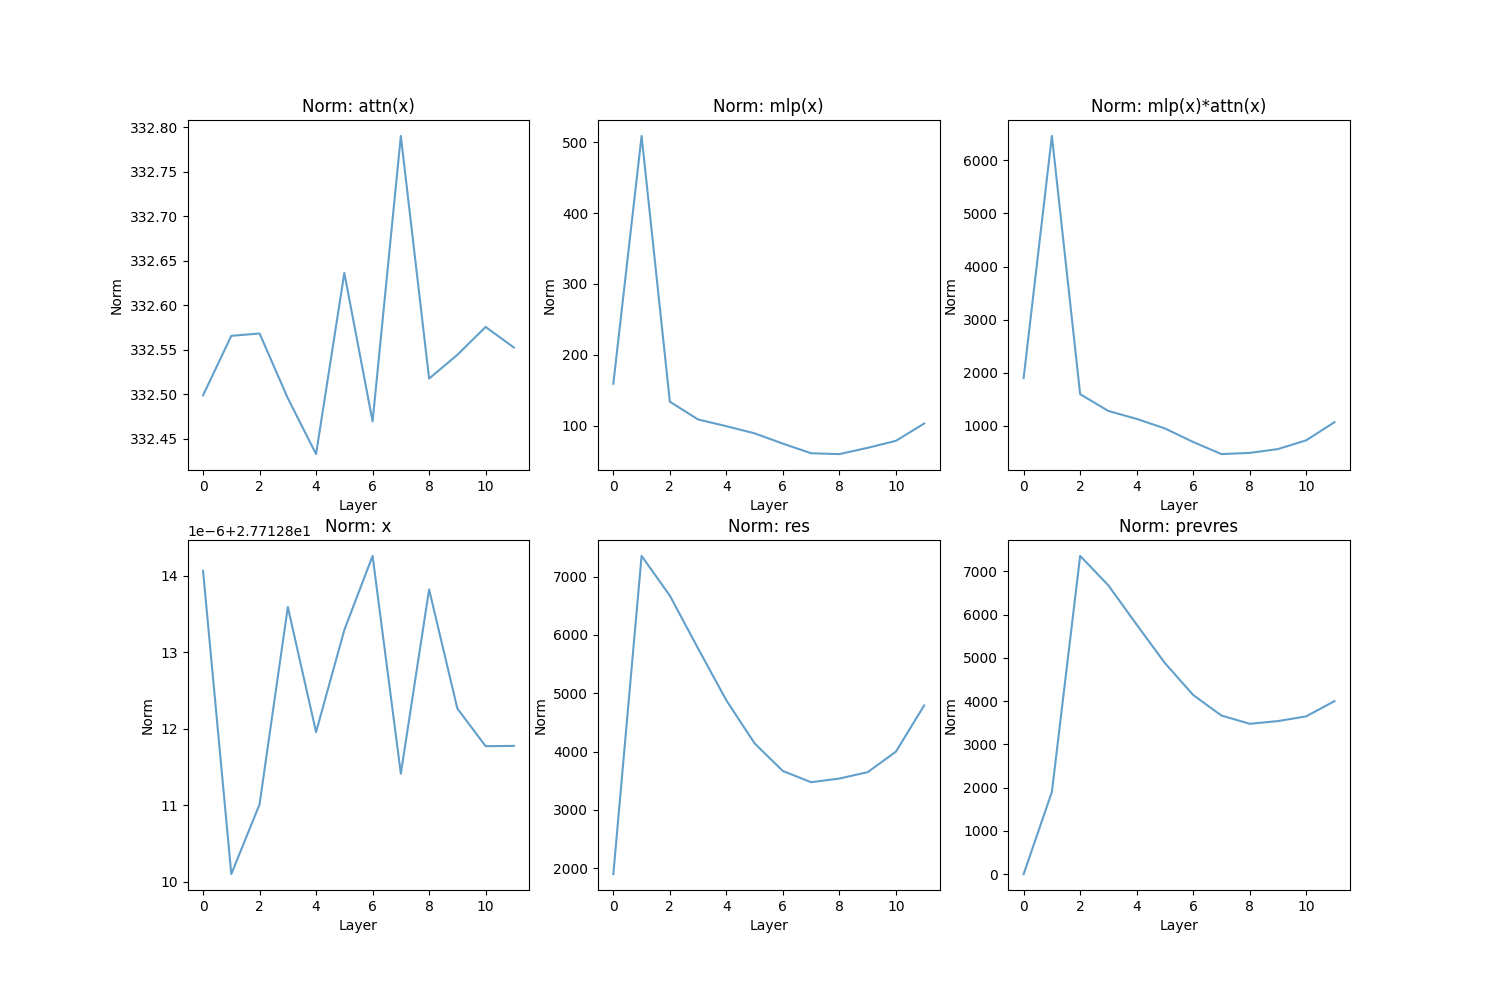 Norm: attn(x)
Norm: mlp(x)
Norm: mlp(x)*attn(x)
332.80
332.75
332.70
332.65
332.60
332.55
332.50
332.45
Norm
0 2 4 6 8 10
Layer
500
400
300
200
100
Norm
0 2 4 6 8 10
Layer
6000
5000
4000
3000
2000
1000
Norm
0 2 4 6 8 10
Layer
1e−6+2.77128e1
Norm: x
Norm: res
Norm: prevres
14
13
12
11
10
Norm
0 2 4 6 8 10
Layer
7000
6000
5000
4000
3000
2000
Norm
0 2 4 6 8 10
Layer
7000
6000
5000
4000
3000
2000
1000
0
Norm
0 2 4 6 8 10
Layer